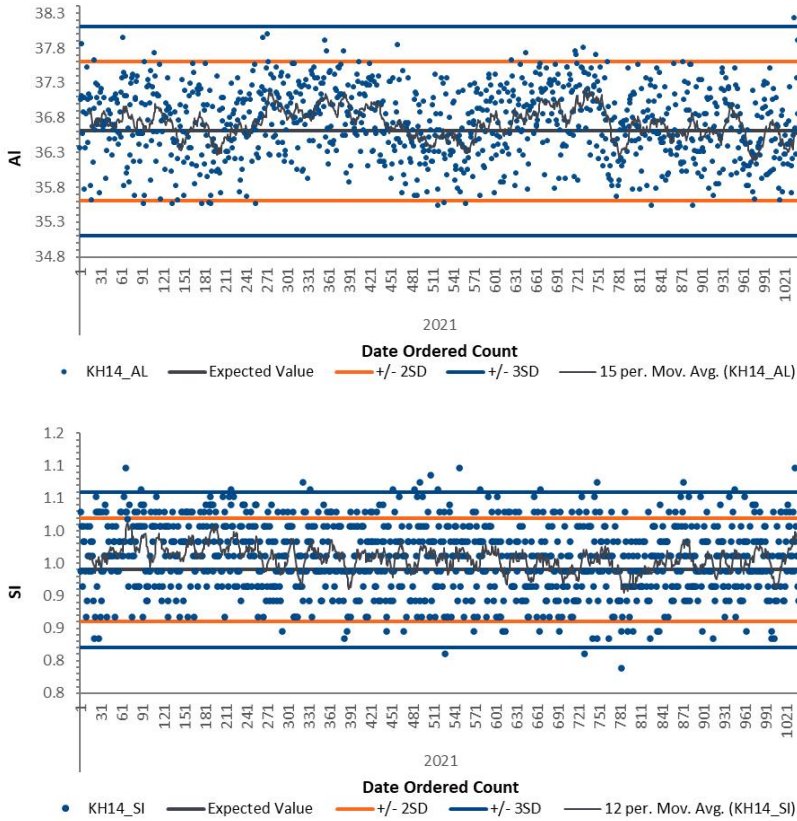 38.3
37.8
37.3
36.8
36.3
35.8
35.3
34.8
Al
1 31 61 91 121 151 181 211 241 271 301 331 361 391 421 451 481 511 541 571 601 631 661 691 721 751 781 811 841 871 901 931 961 991 1021
2021
Date Ordered Count
KH14_AL Expected Value +/- 2SD +/- 3SD 15 per. Mov. Avg. (KH14_AL)
1.2
1.1
1.1
1.0
1.0
0.9
0.9
0.8
0.8
SI
1 31 61 91 121 151 181 211 241 271 301 331 361 391 421 451 481 511 541 571 601 631 661 691 721 751 781 811 841 871 901 931 961 991 1021
2021
Date Ordered Count
KH14_SI Expected Value +/- 2SD +/- 3SD 12 per. Mov. Avg. (KH14_SI)